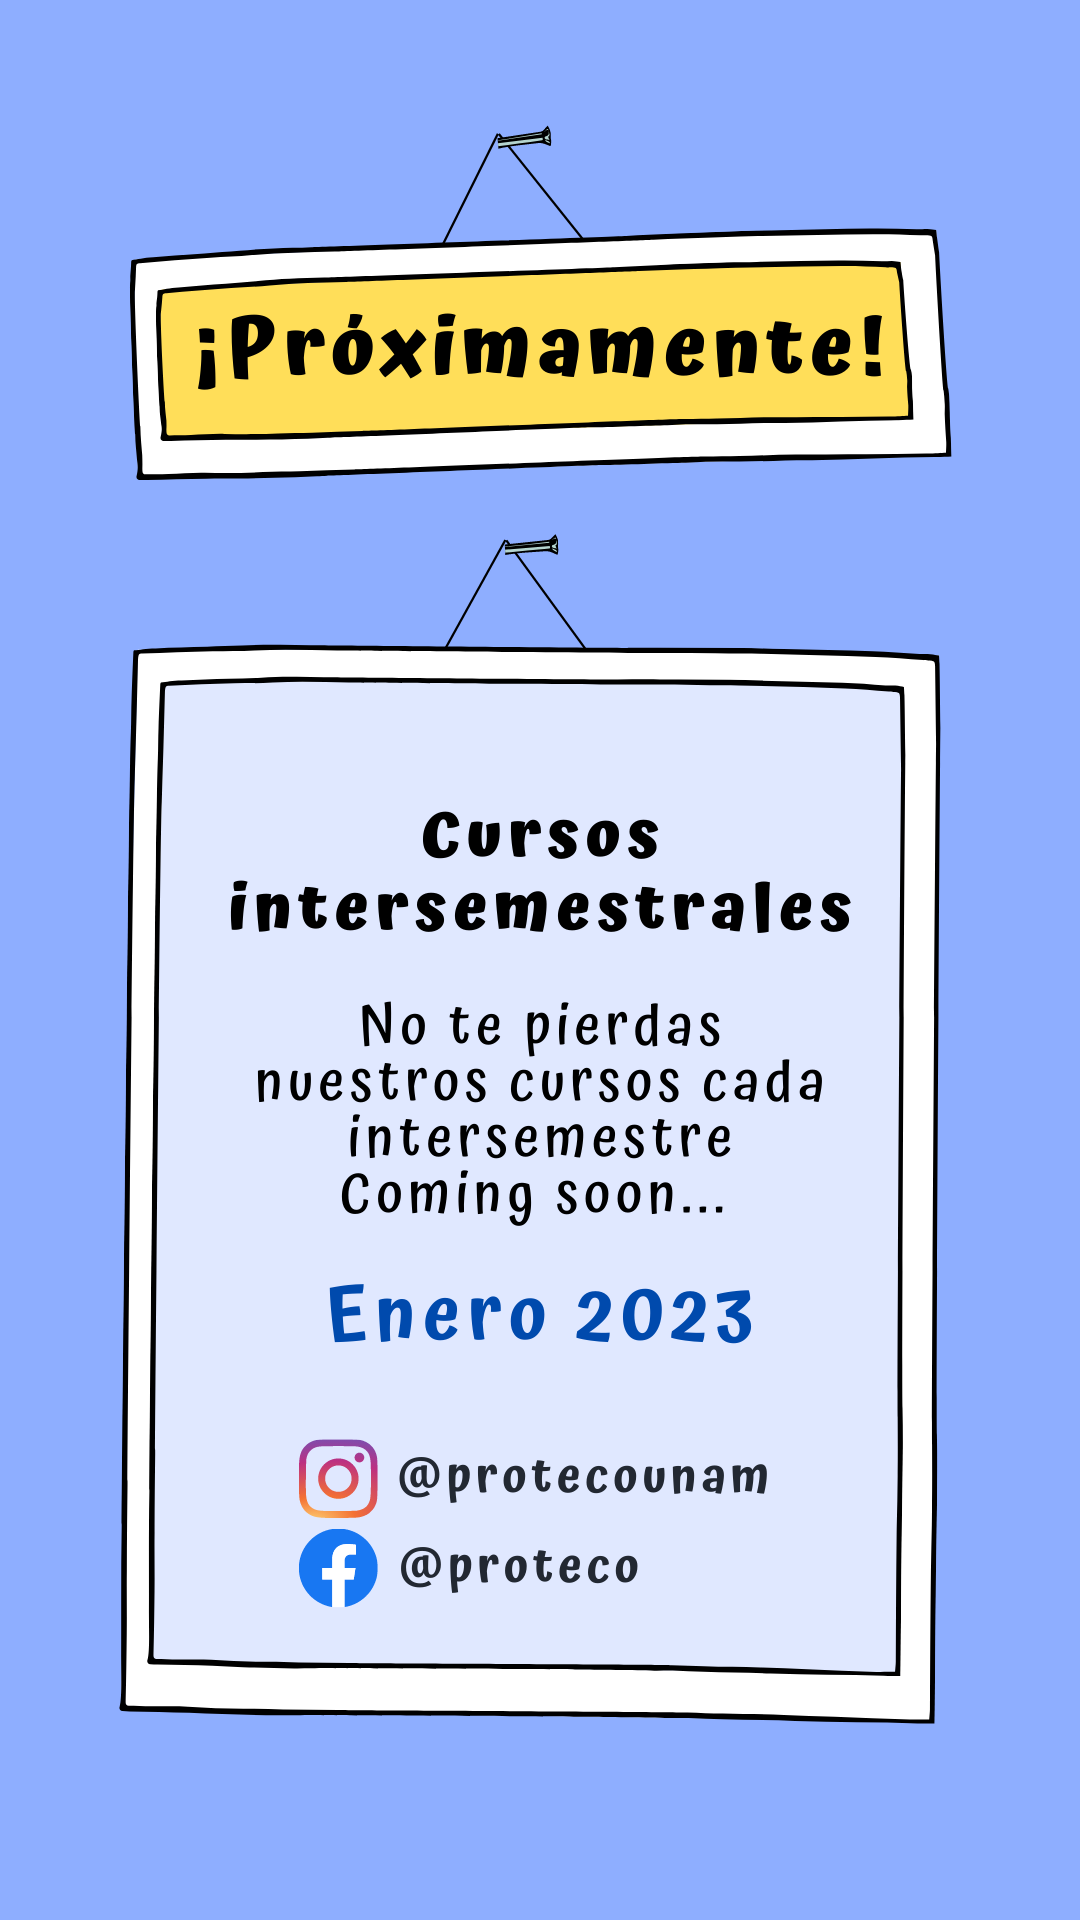 ¡Próximamente!
Cursos
intersemestrales
No te pierdas
nuestros cursos cada
intersemestre
Coming soon...
Enero 2023
@protecounam
@proteco